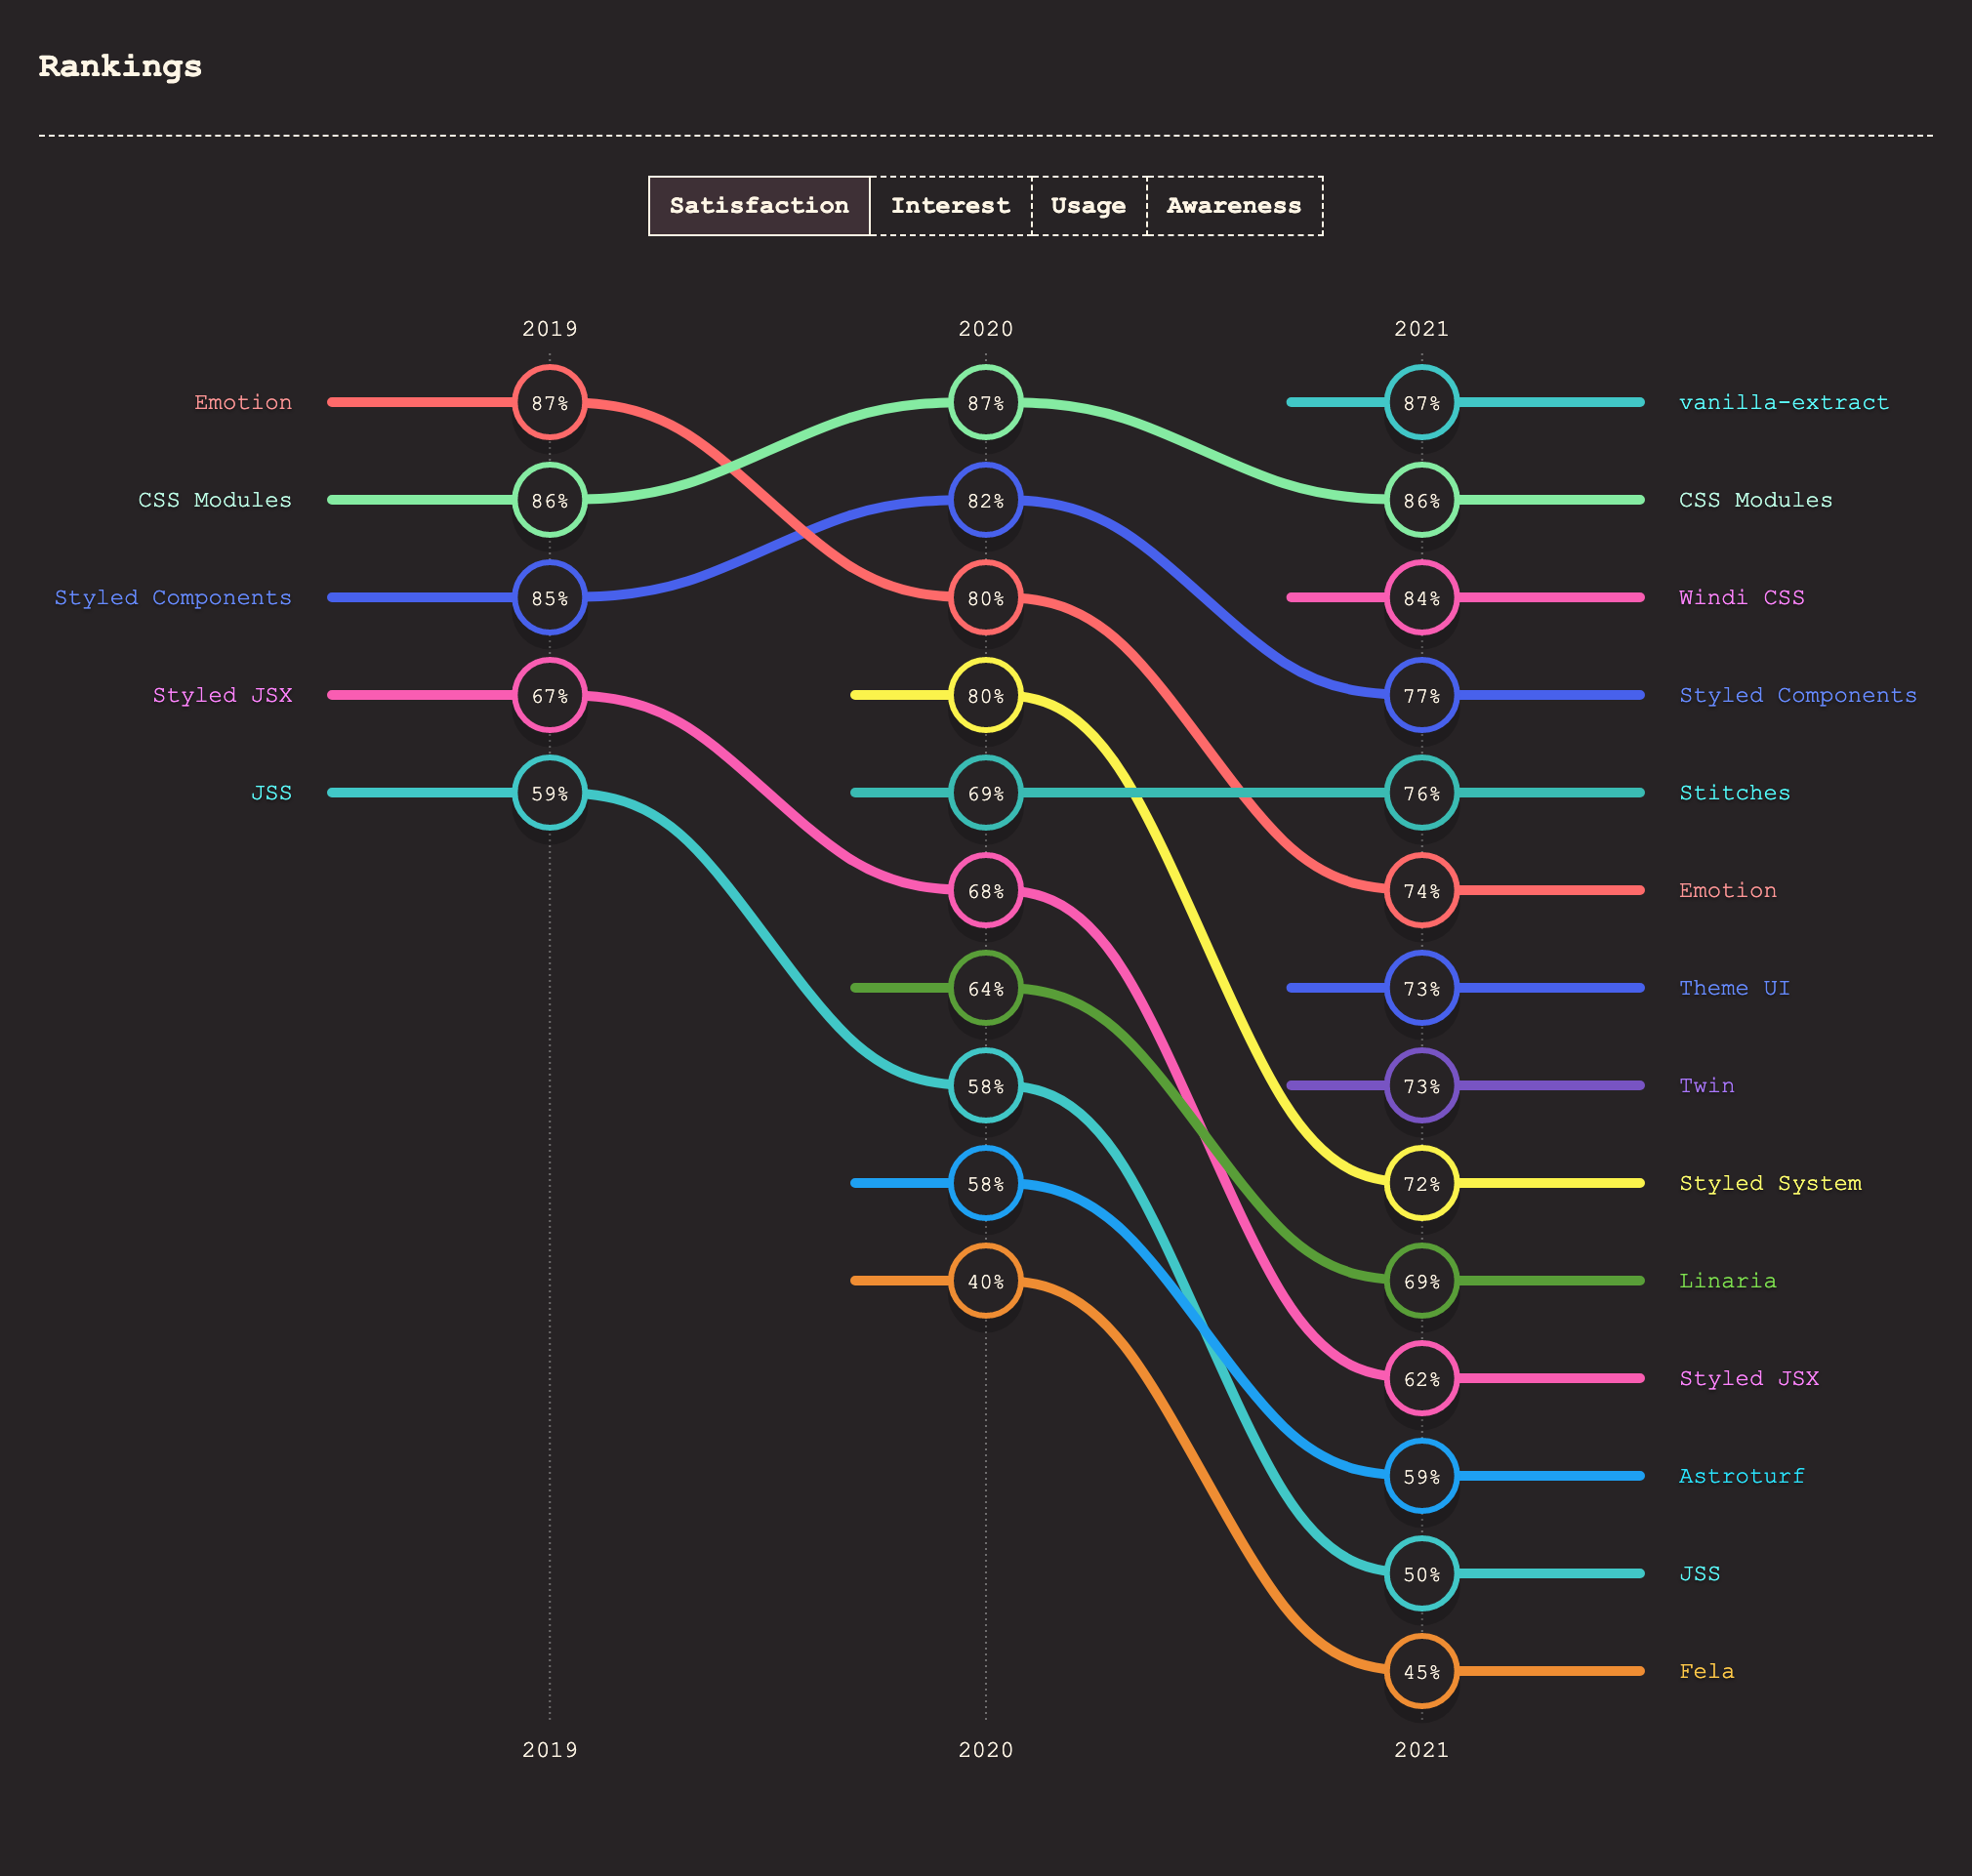 Rankings
Satisfaction Interest Usage Awareness
2019 2020 2021
Emotion 87% 87% 87% vanilla-extract
CSS Modules 86% 82% 86% CSS Modules
Styled Components 85% 80% 84% Windi CSS
Styled JSX 67% 80% 77% Styled Components
JSS 59% 69% 76% Stitches
68% 74% Emotion
64% 73% Theme UI
58% 73% Twin
58% 72% Styled System
40% 69% Linaria
62% Styled JSX
59% Astroturf
50% JSS
45% Fela
2019 2020 2021